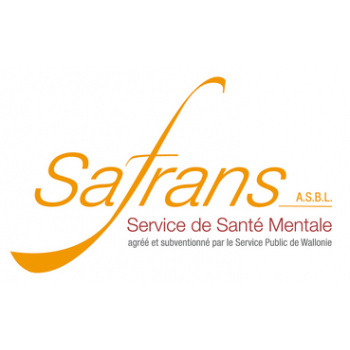 Safrans A.S.B.L.
Service de Santé Mentale
agréé et subventionné par le Service Public de Wallonie